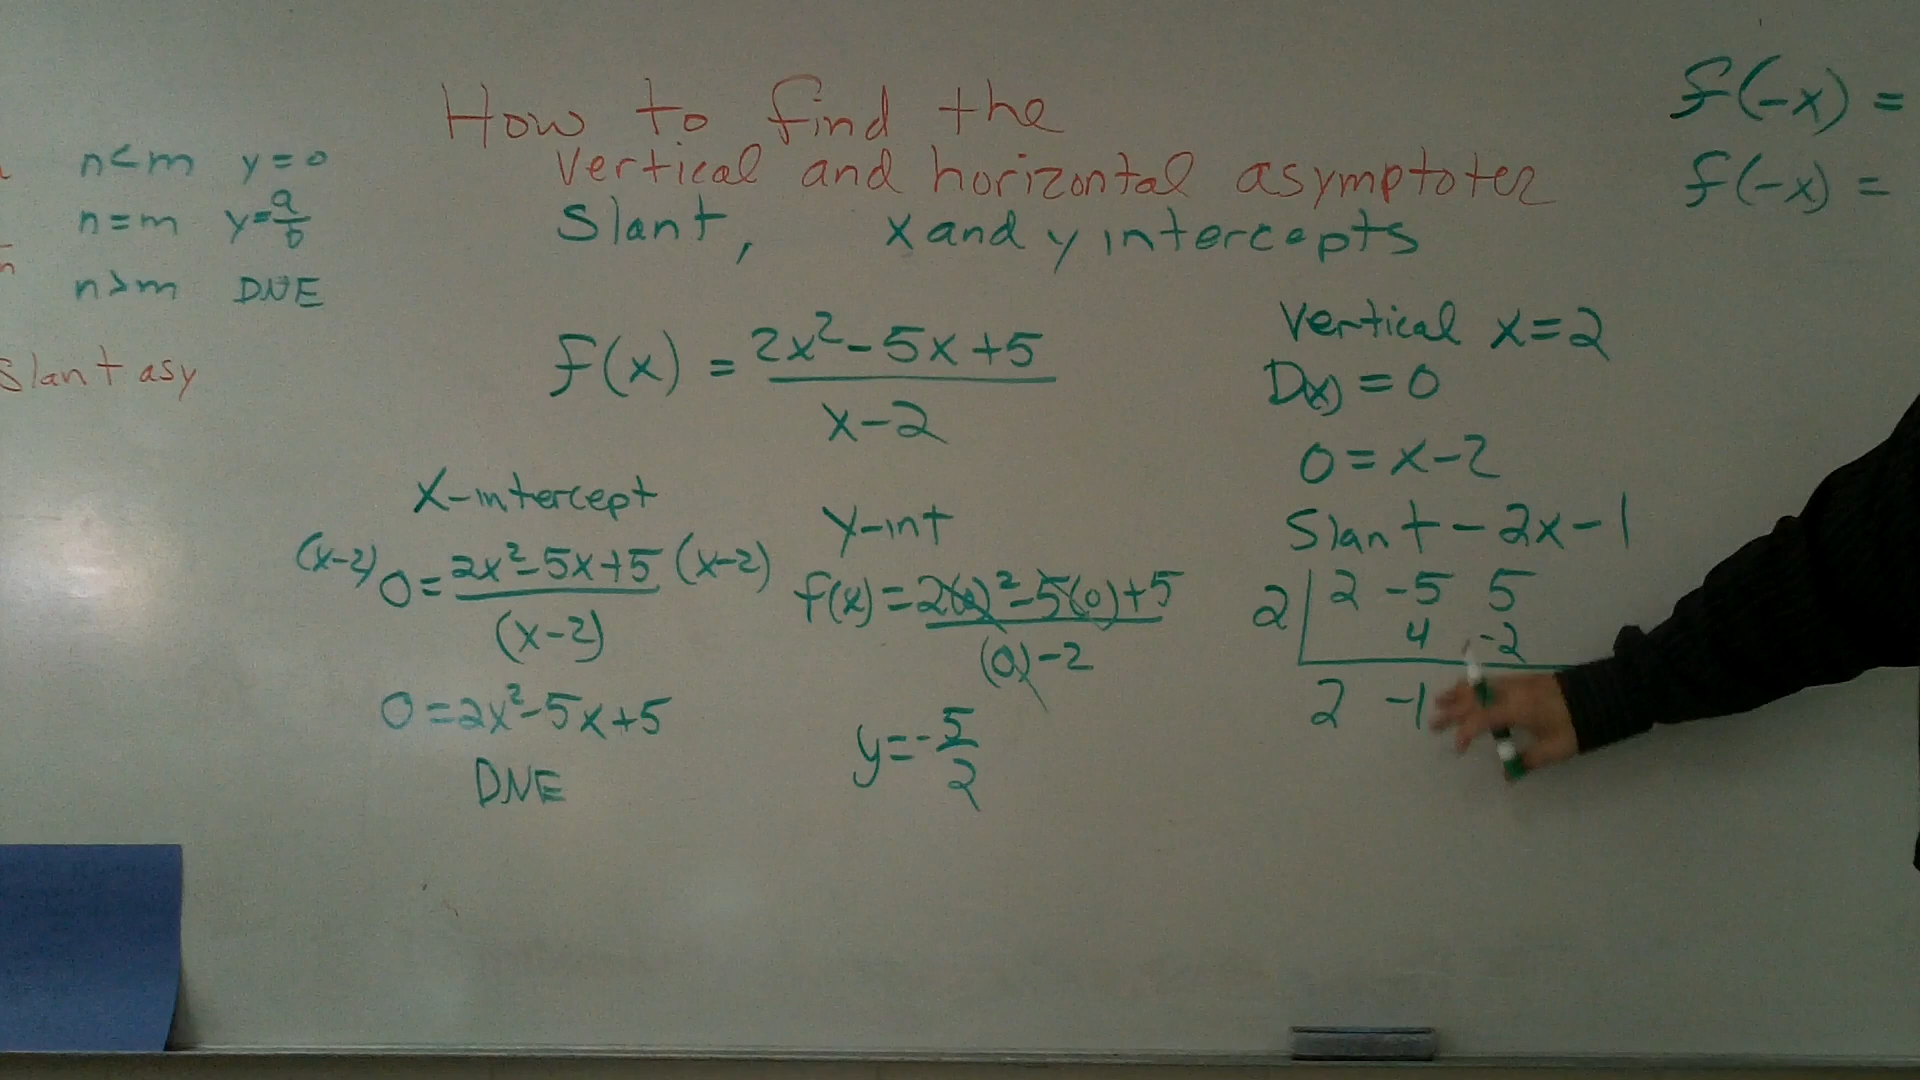 How to find the
vertical and horizontal asymptotes
Slant, x and y intercepts
n<m y=0
n=m y=a/b
n>m DNE
Slant asy
f(x) = 2x²-5x+5
x-2
X-intercept
(x-2) 0=2x²-5x+5 (x-2)
(x-2)
0=2x²-5x+5
DNE
Y-int
f(x)=2(0)²-5(0)+5
(0)-2
y=-5/2
Vertical x=2
D(x)=0
0=x-2
Slant - 2x-1
2 | 2 -5 5
4 -2
2 -1
f(-x) =
f(-x) =